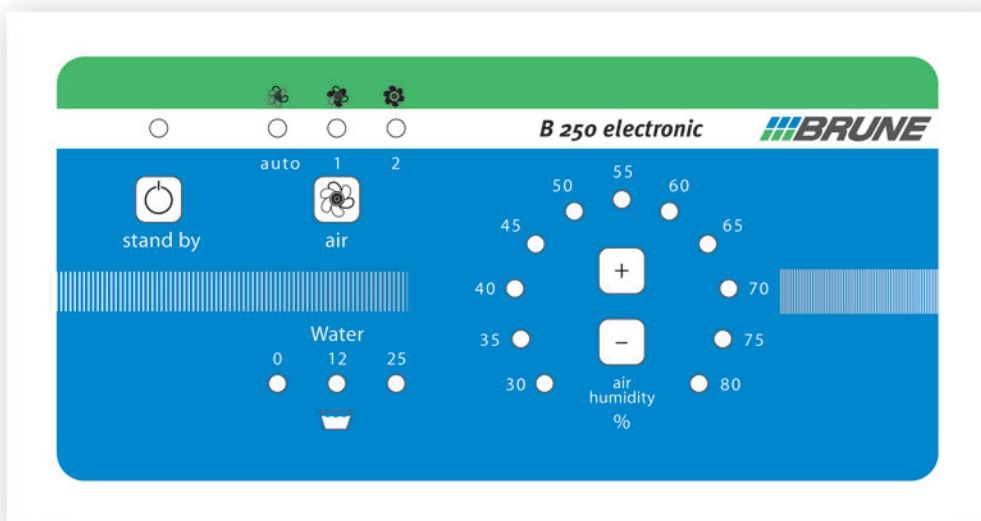 B 250 electronic BRUNE
auto 1 2
stand by air
Water
0 12 25
30 35 40 45 50 55 60 65 70 75 80
+
-
air
humidity
%